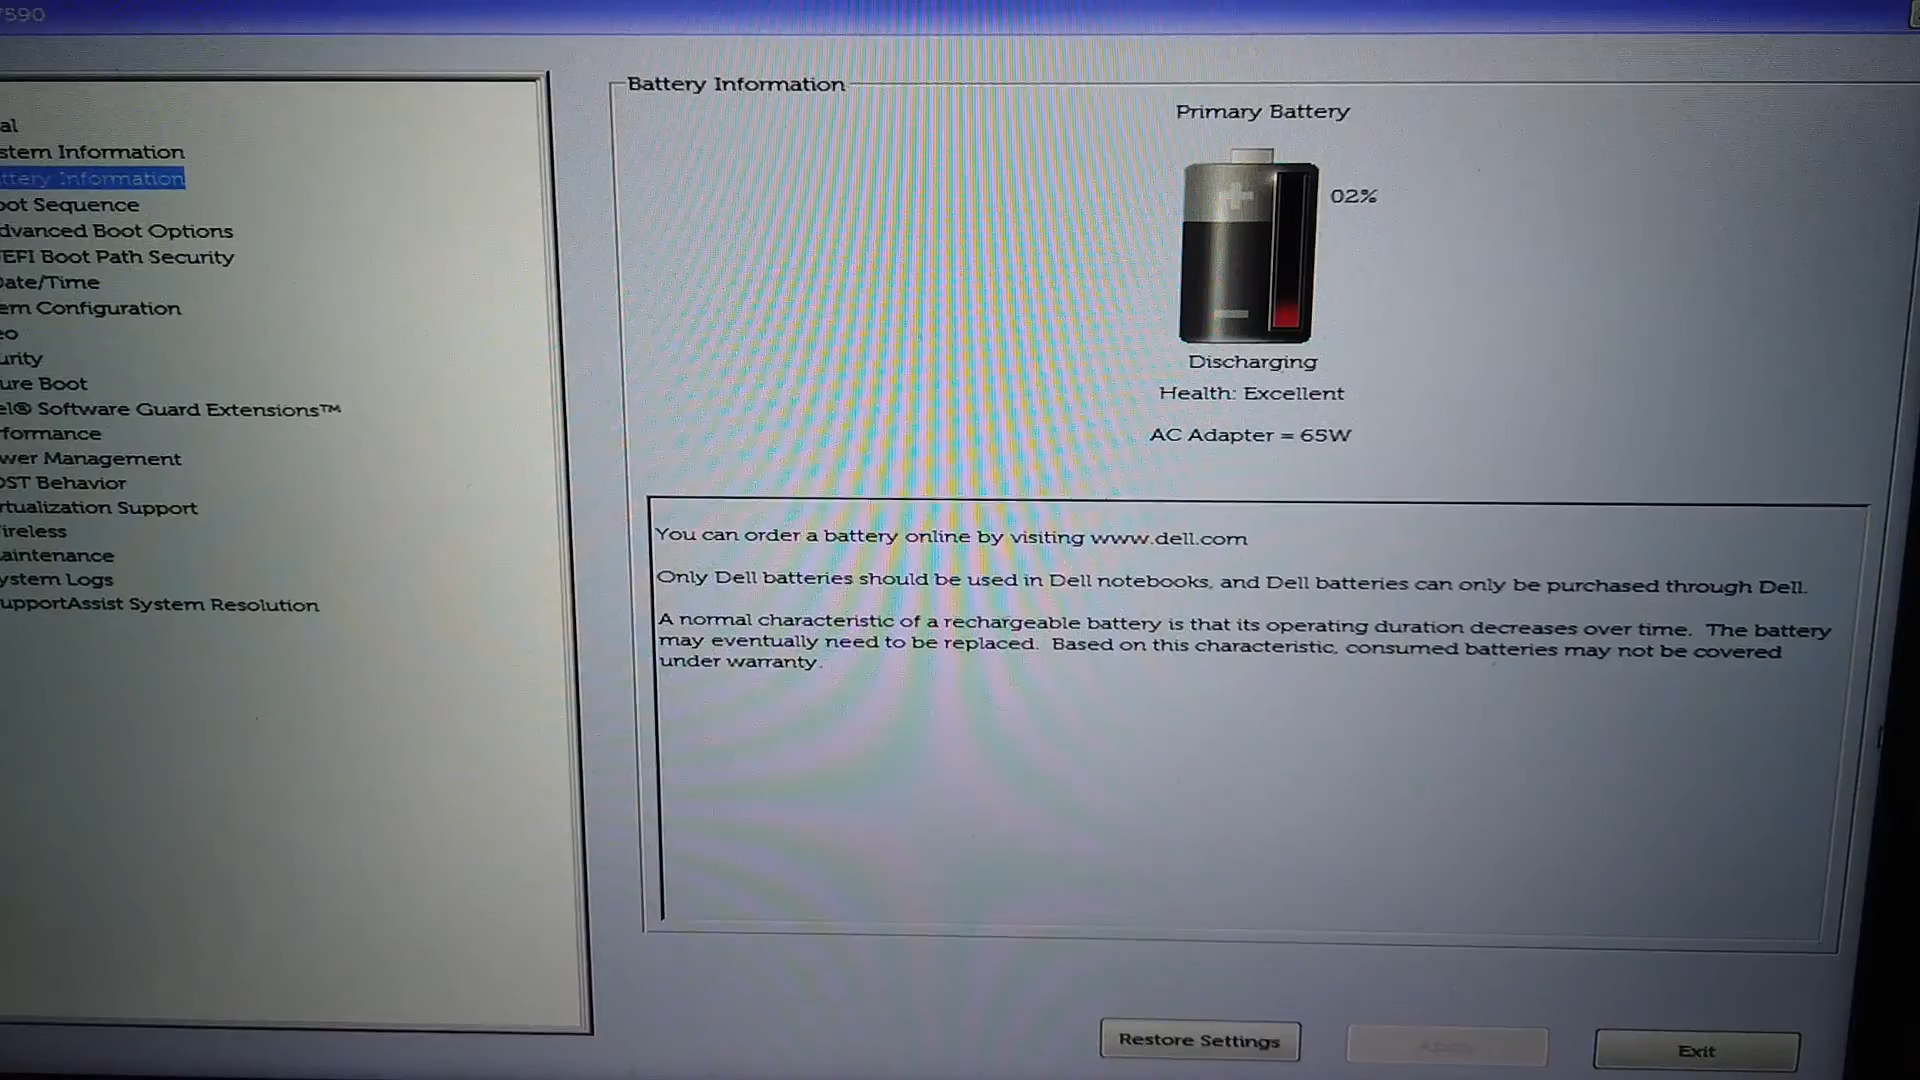 7590
al
stem Information
ttery Information
oot Sequence
dvanced Boot Options
EFI Boot Path Security
Date/Time
em Configuration
eo
urity
ure Boot
el® Software Guard Extensions™
formance
wer Management
OST Behavior
rtualization Support
ireless
aintenance
ystem Logs
upportAssist System Resolution
Battery Information
Primary Battery
02%
Discharging
Health: Excellent
AC Adapter = 65W
You can order a battery online by visiting www.dell.com
Only Dell batteries should be used in Dell notebooks, and Dell batteries can only be purchased through Dell.
A normal characteristic of a rechargeable battery is that its operating duration decreases over time. The battery
may eventually need to be replaced. Based on this characteristic, consumed batteries may not be covered
under warranty.
Restore Settings
Exit